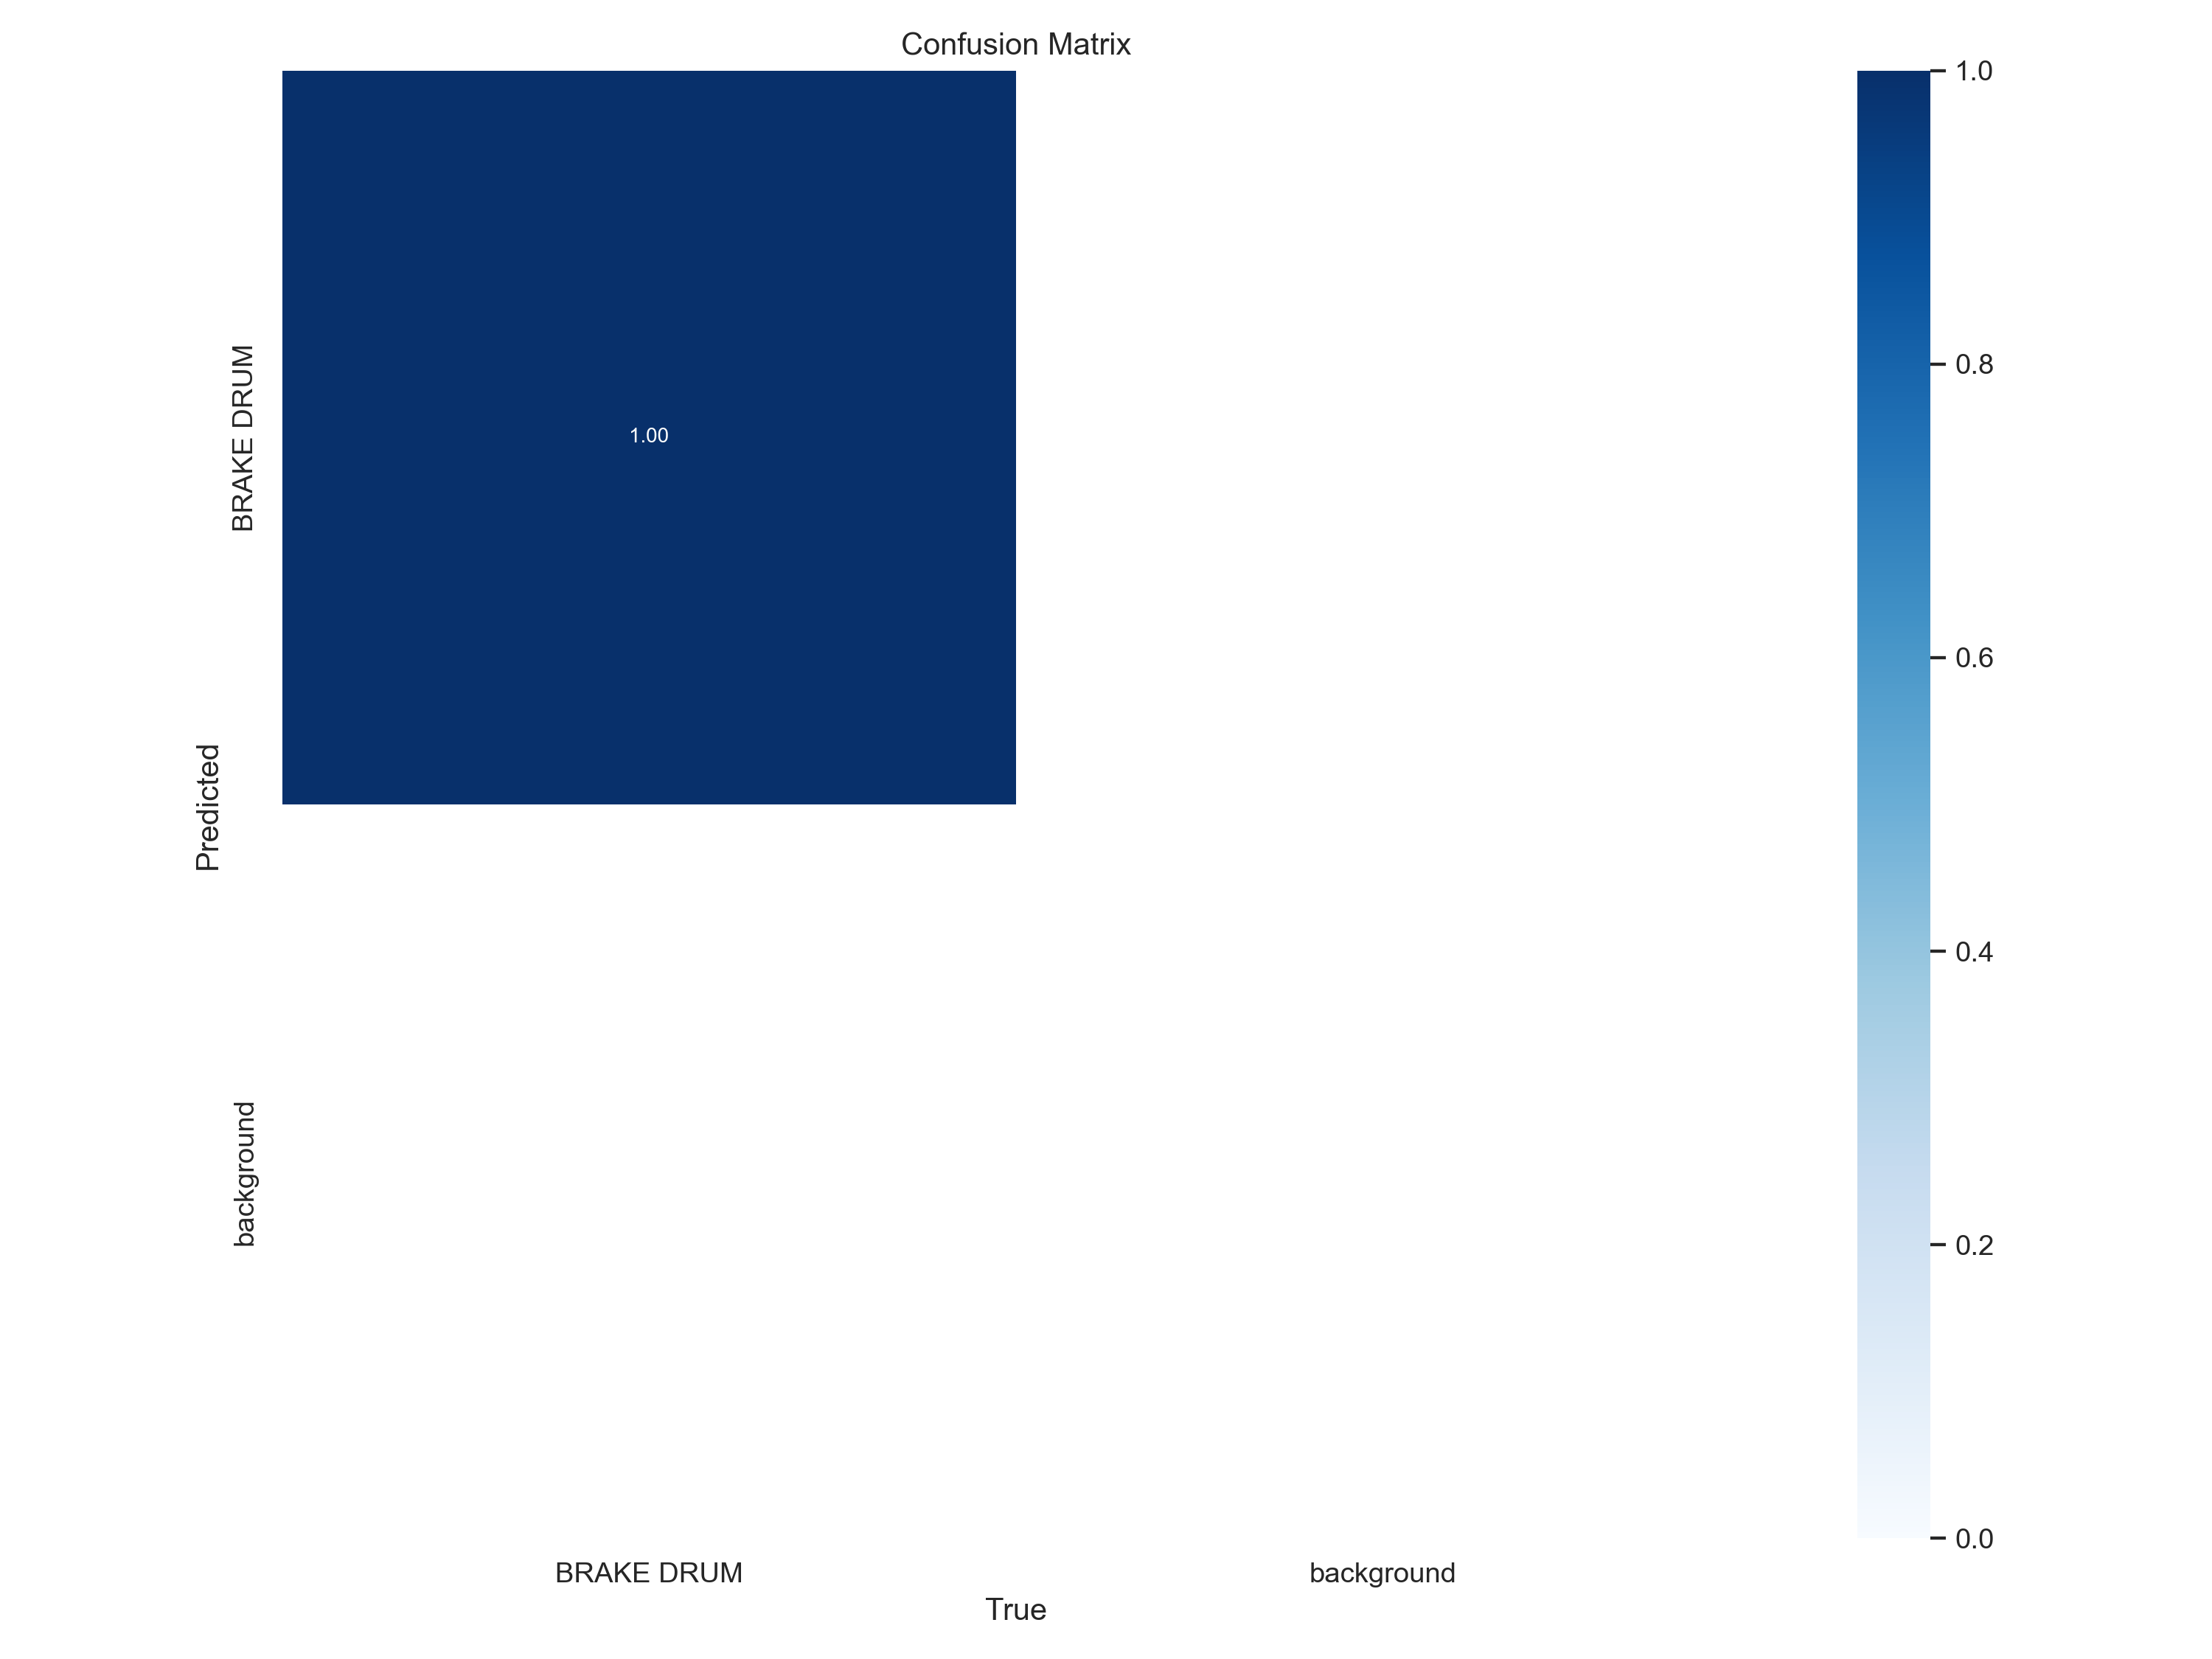 Confusion Matrix
BRAKE DRUM
background
Predicted
1.00
BRAKE DRUM
background
True
1.0
0.8
0.6
0.4
0.2
0.0